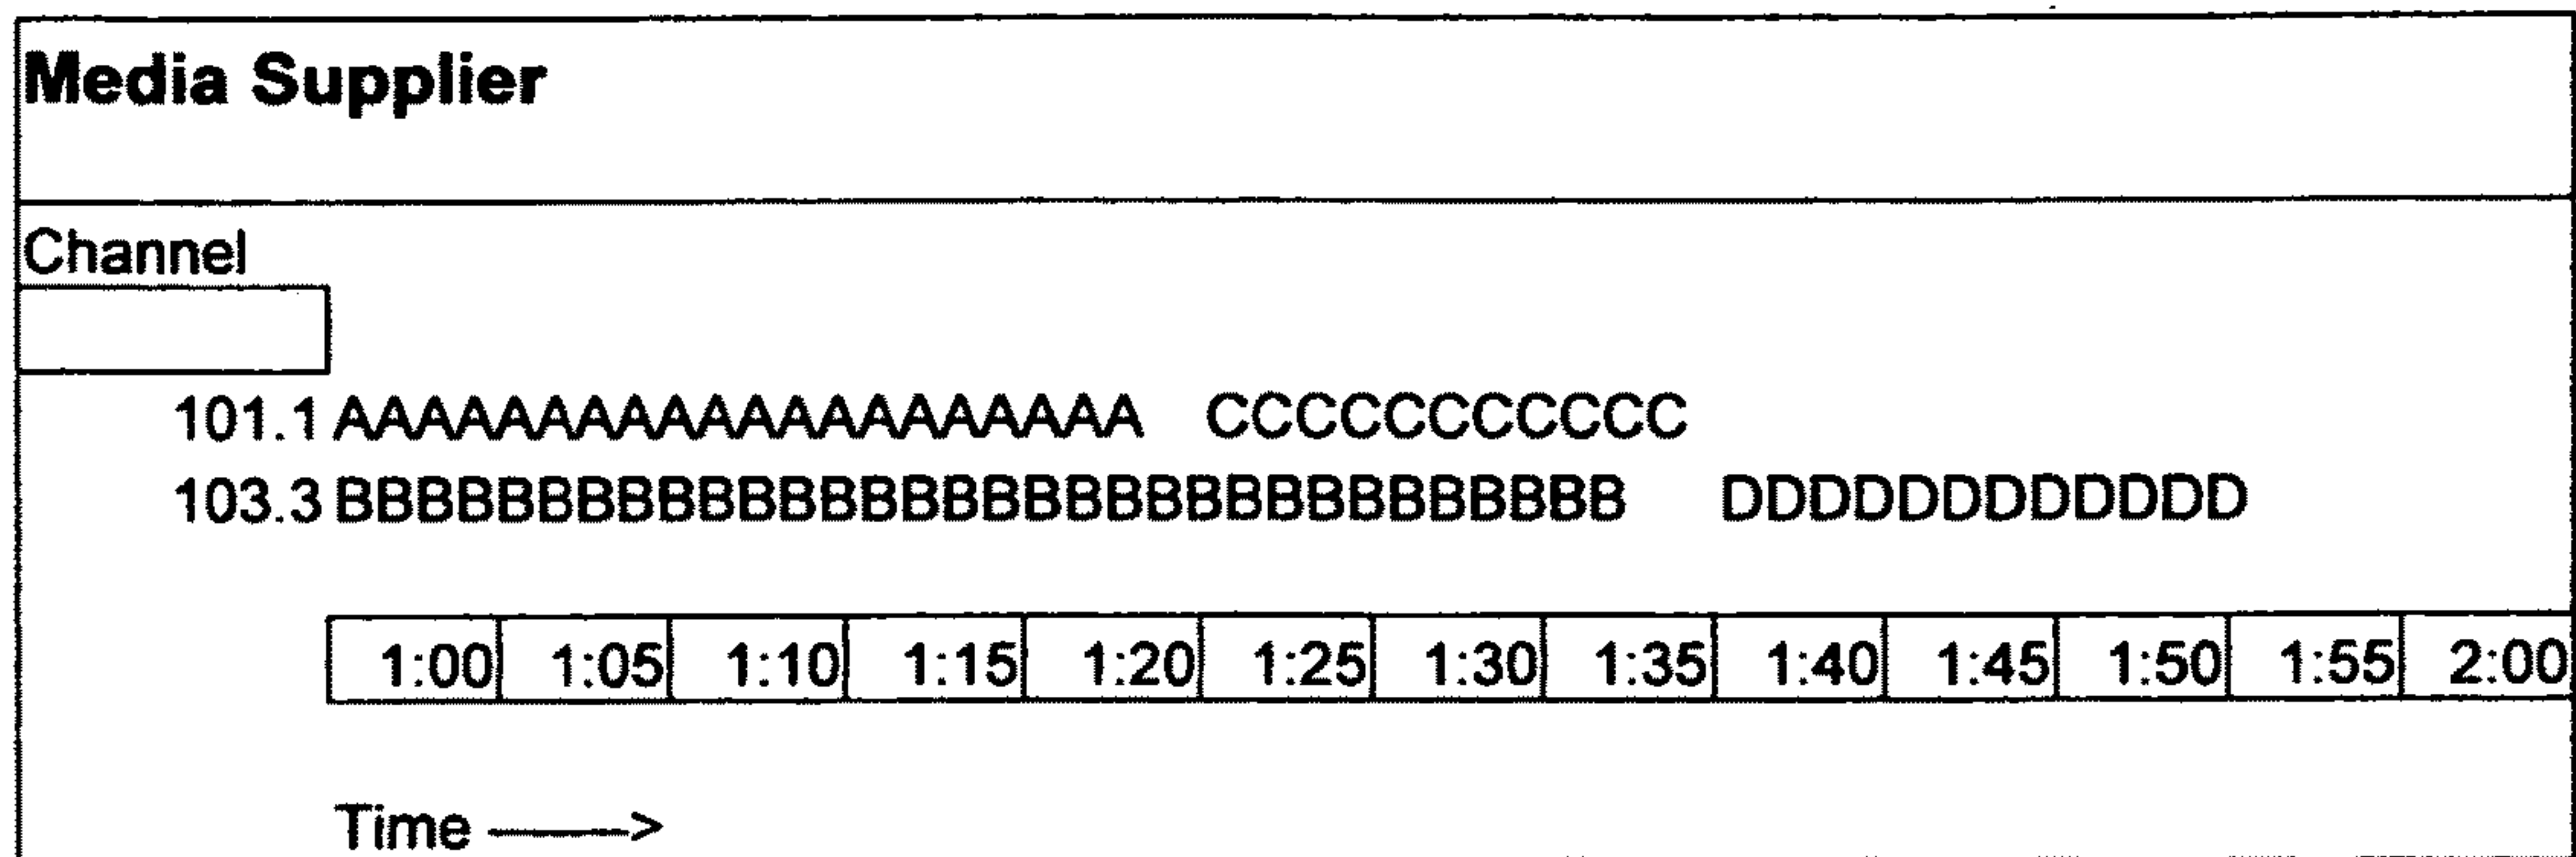 Media Supplier
Channel
101.1 AAAAAAAAAAAAAAAAAAAA CCCCCCCCCCC
103.3 BBBBBBBBBBBBBBBBBBBBBBBBBBBBBBBB DDDDDDDDDDDD
1:00 1:05 1:10 1:15 1:20 1:25 1:30 1:35 1:40 1:45 1:50 1:55 2:00
Time ——>